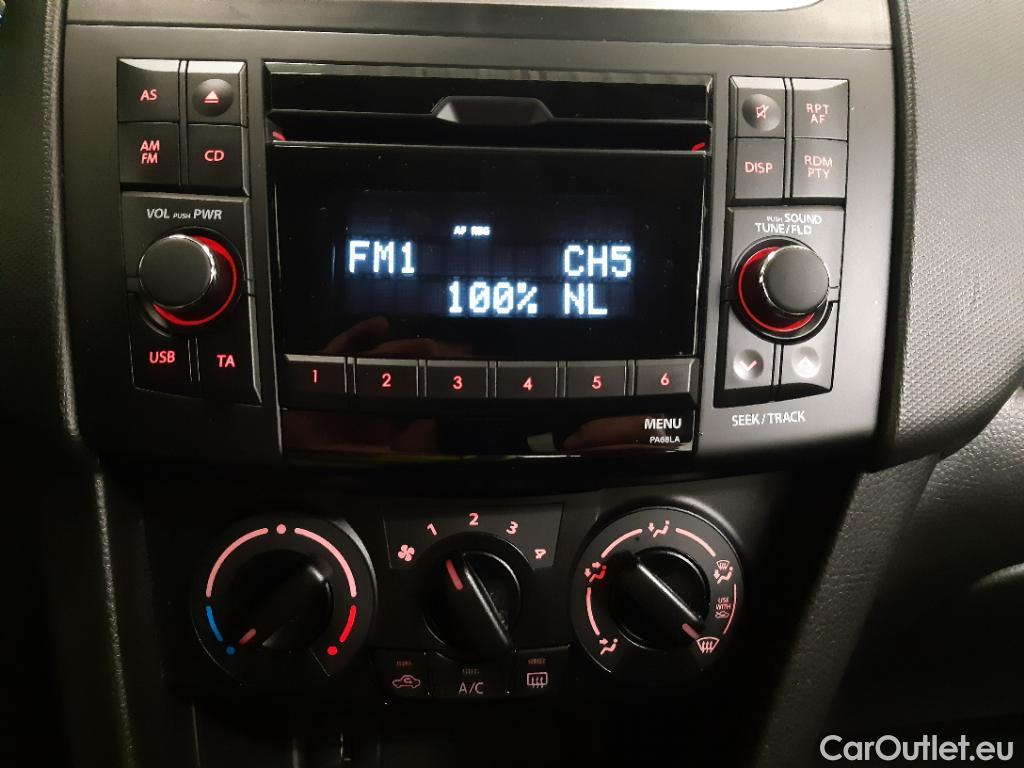 AS
AM
FM
CD
VOL PUSH PWR
USB
TA
AF REG
FM1 CH5
100% NL
1 2 3 4 5 6
MENU
PA68LA
RPT
AF
DISP
RDM
PTY
PUSH SOUND
TUNE/FLD
SEEK/TRACK
1 2 3 4
USE
WITH
A/C
CarOutlet.eu